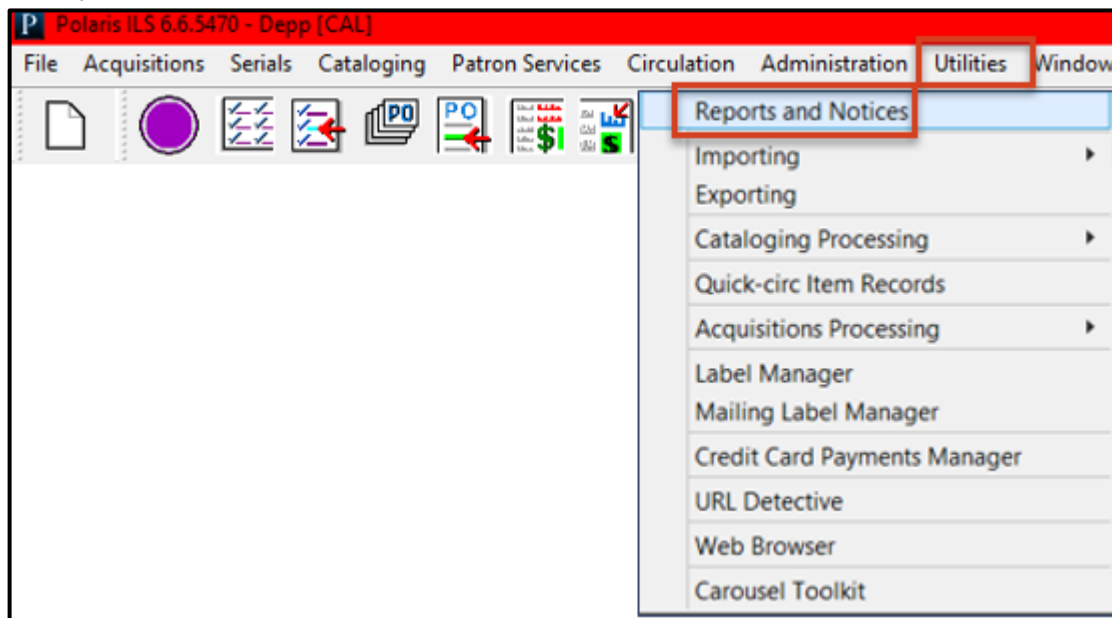 Polaris ILS 6.6.5470 - Depp [CAL]
File Acquisitions Serials Cataloging Patron Services Circulation Administration Utilities Window
PO PO $ $
Reports and Notices
Importing
Exporting
Cataloging Processing
Quick-circ Item Records
Acquisitions Processing
Label Manager
Mailing Label Manager
Credit Card Payments Manager
URL Detective
Web Browser
Carousel Toolkit